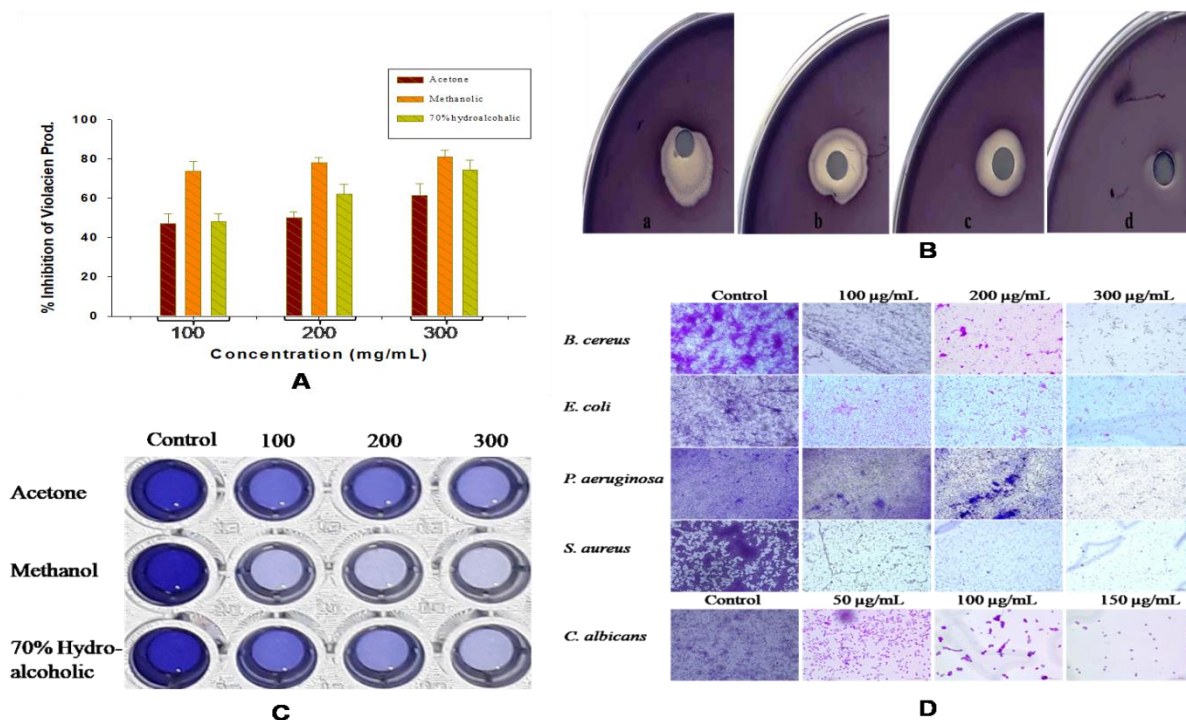 Acetone
Methanolic
70%hydroalcohalic
% Inhibition of Violacien Prod.
100
80
60
40
20
0
100 200 300
Concentration (mg/mL)
A
a b c d
B
Control 100 200 300
Acetone
Methanol
70% Hydro-
alcoholic
C
Control 100 µg/mL 200 µg/mL 300 µg/mL
B. cereus
E. coli
P. aeruginosa
S. aureus
Control 50 µg/mL 100 µg/mL 150 µg/mL
C. albicans
D